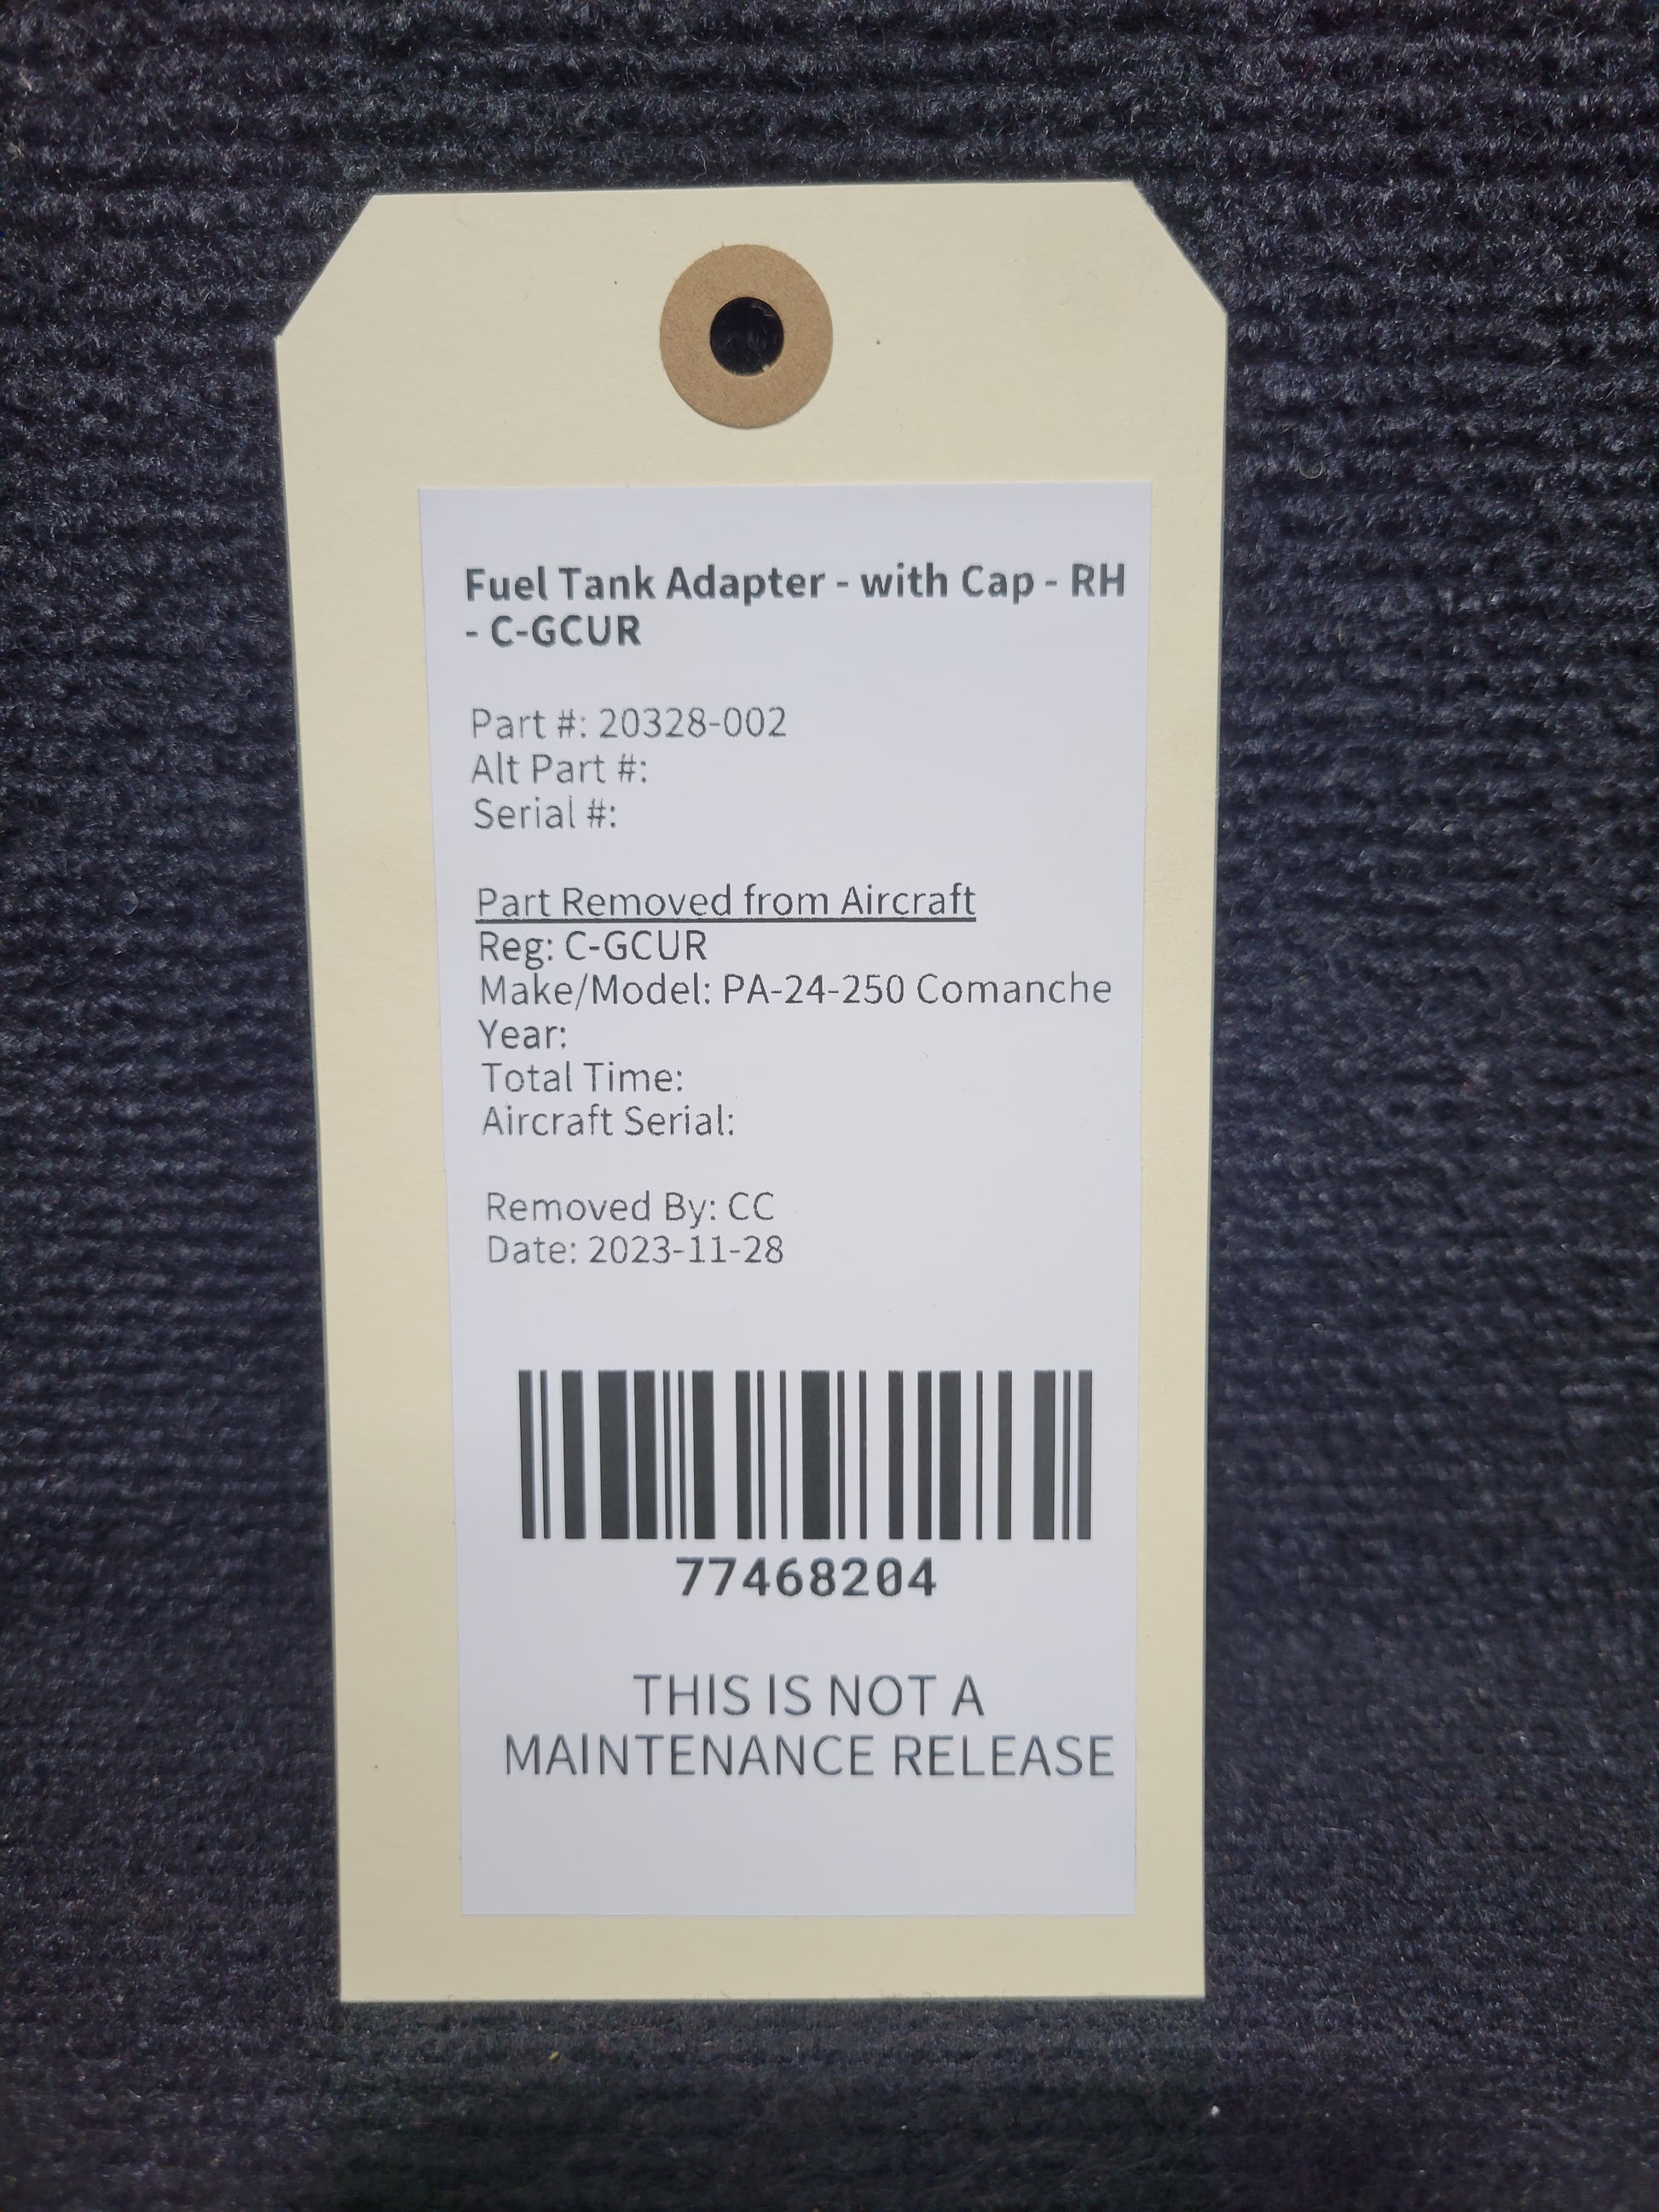 Fuel Tank Adapter - with Cap - RH
- C-GCUR
Part #: 20328-002
Alt Part #:
Serial #:
Part Removed from Aircraft
Reg: C-GCUR
Make/Model: PA-24-250 Comanche
Year:
Total Time:
Aircraft Serial:
Removed By: CC
Date: 2023-11-28
77468204
THIS IS NOT A
MAINTENANCE RELEASE